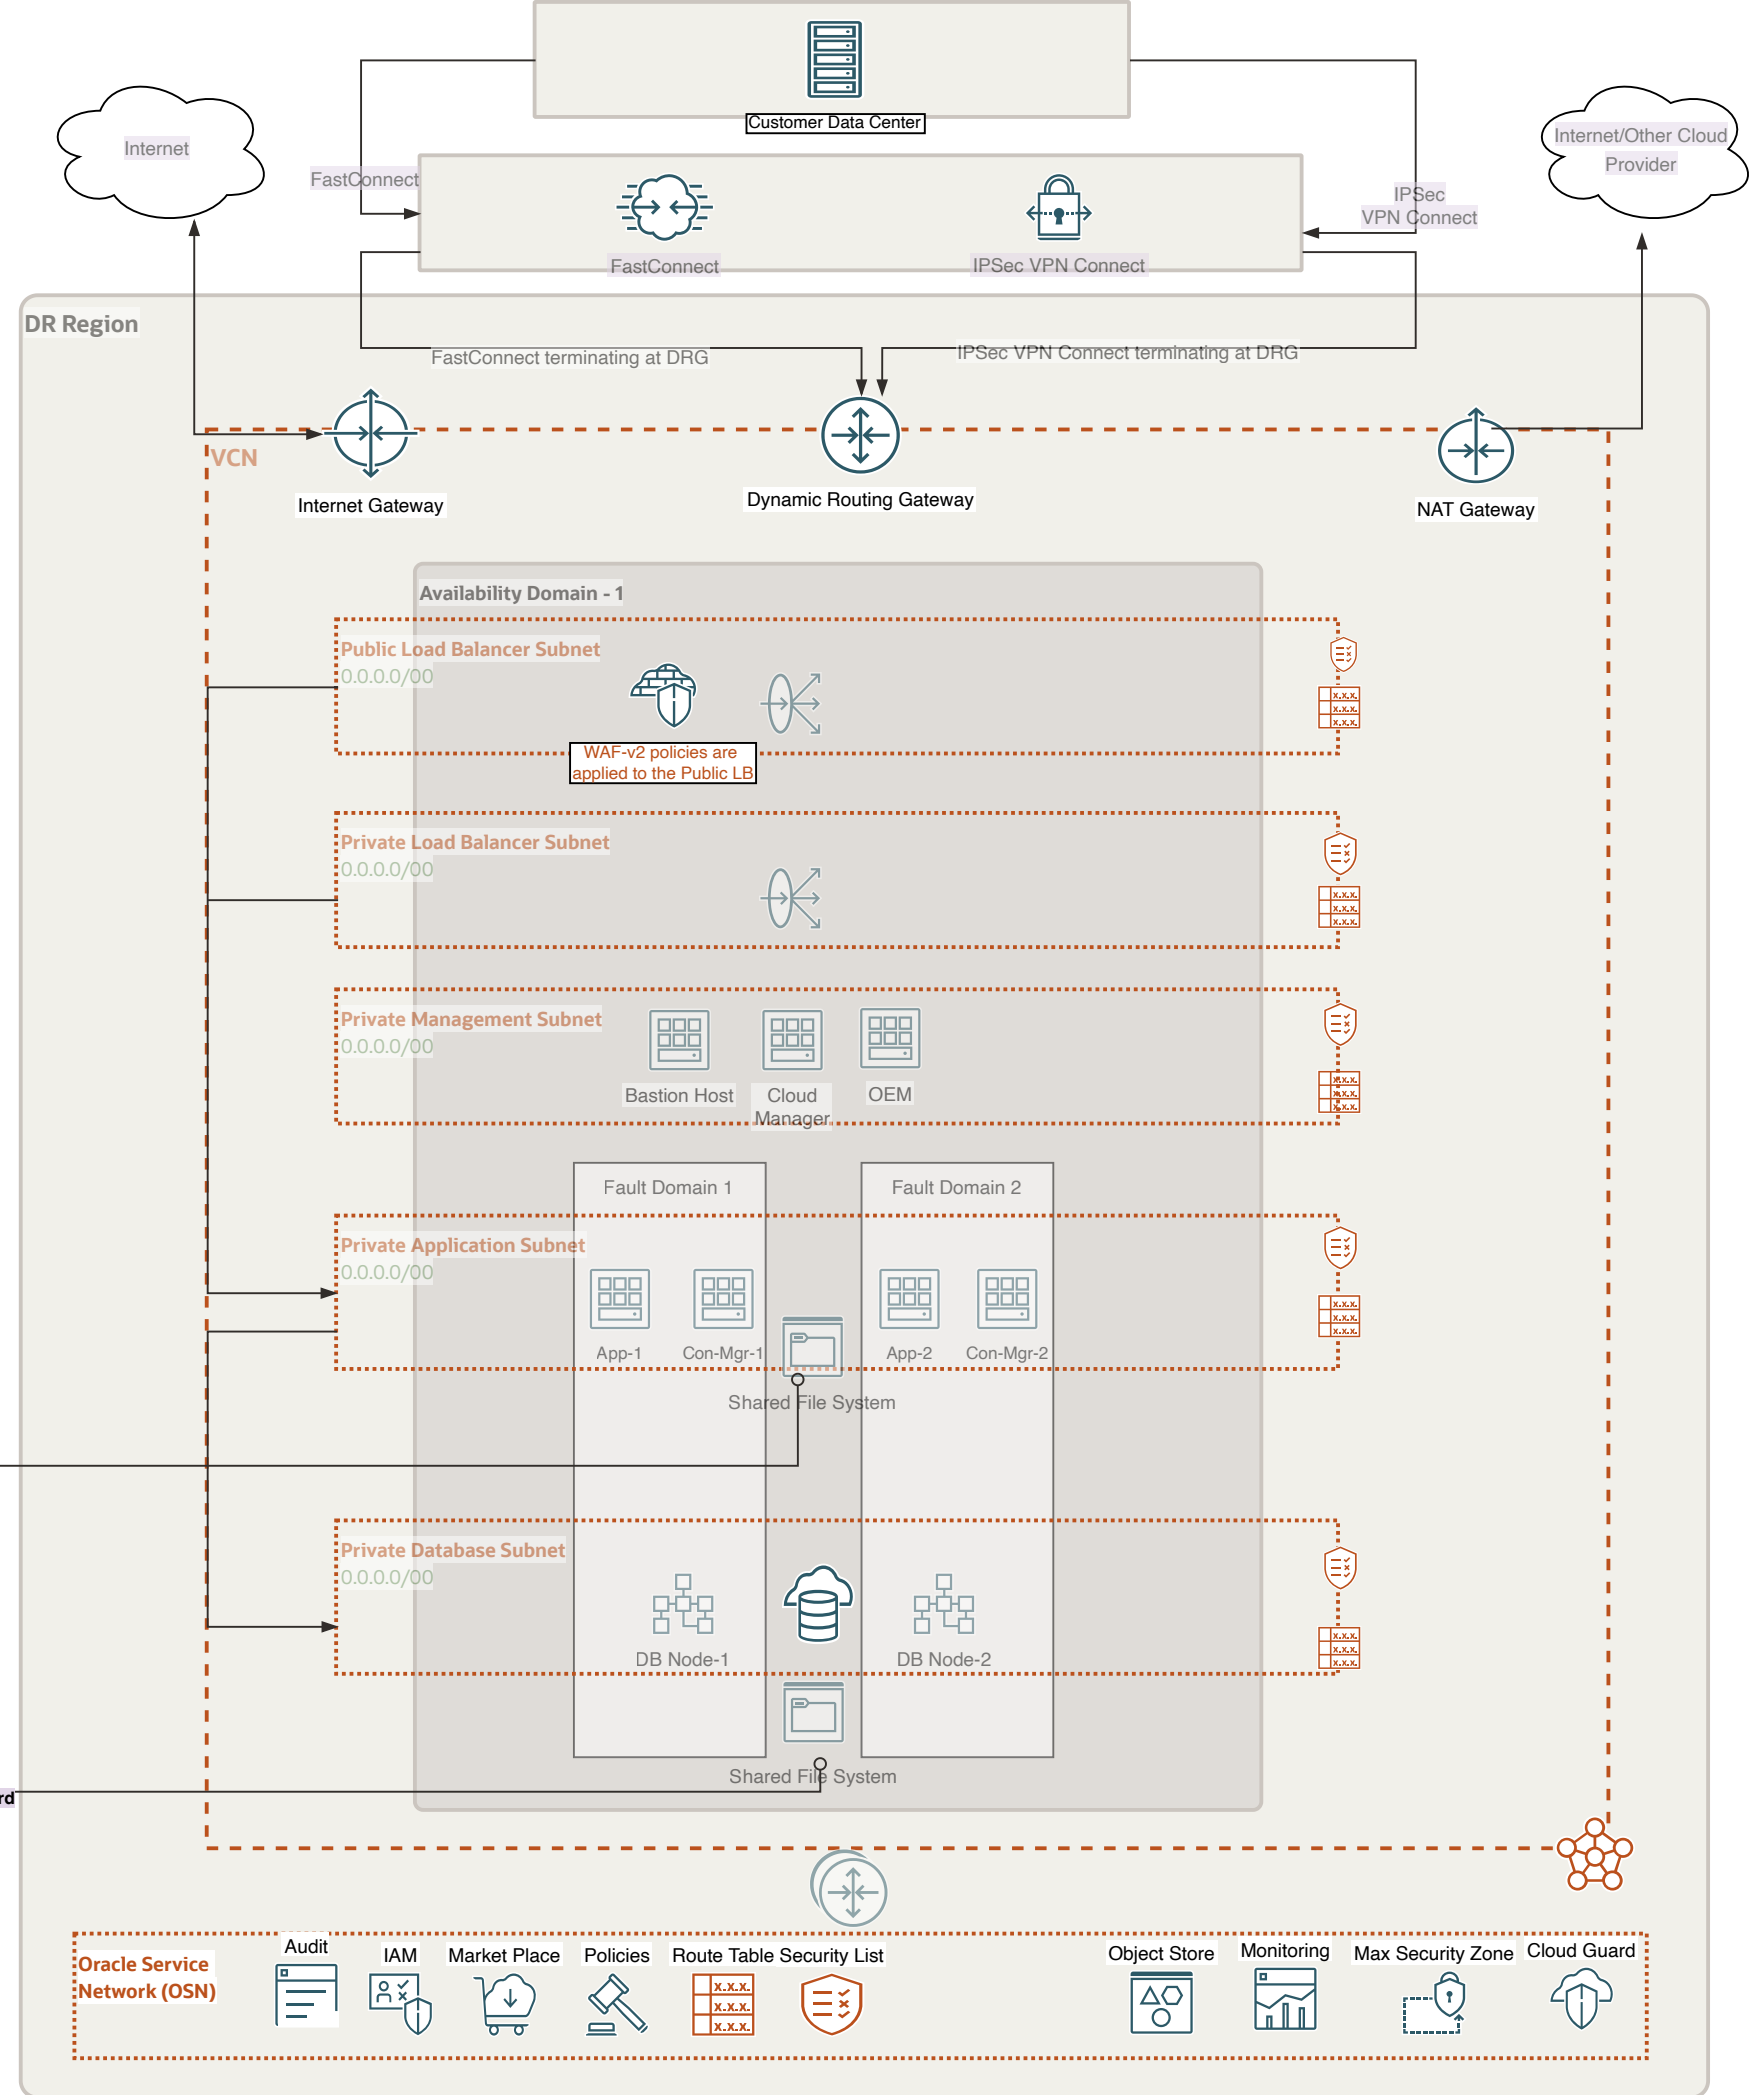 Customer Data Center
Internet
Internet/Other Cloud
Provider
FastConnect
IPSec
VPN Connect
FastConnect
IPSec VPN Connect
DR Region
FastConnect terminating at DRG
IPSec VPN Connect terminating at DRG
VCN
Internet Gateway
Dynamic Routing Gateway
NAT Gateway
Availability Domain - 1
Public Load Balancer Subnet
0.0.0.0/00
x.x.x.
x.x.x.
x.x.x.
WAF-v2 policies are
applied to the Public LB
Private Load Balancer Subnet
0.0.0.0/00
x.x.x.
x.x.x.
x.x.x.
Private Management Subnet
0.0.0.0/00
Bastion Host
Cloud
Manager
OEM
x.x.x.
x.x.x.
x.x.x.
Fault Domain 1
Fault Domain 2
Private Application Subnet
0.0.0.0/00
App-1
Con-Mgr-1
App-2
Con-Mgr-2
x.x.x.
x.x.x.
x.x.x.
Shared File System
Private Database Subnet
0.0.0.0/00
DB Node-1
DB Node-2
x.x.x.
x.x.x.
x.x.x.
Shared File System
rd
Oracle Service
Network (OSN)
Audit
IAM
Market Place
Policies
Route Table
Security List
Object Store
Monitoring
Max Security Zone
Cloud Guard
x.x.x.
x.x.x.
x.x.x.